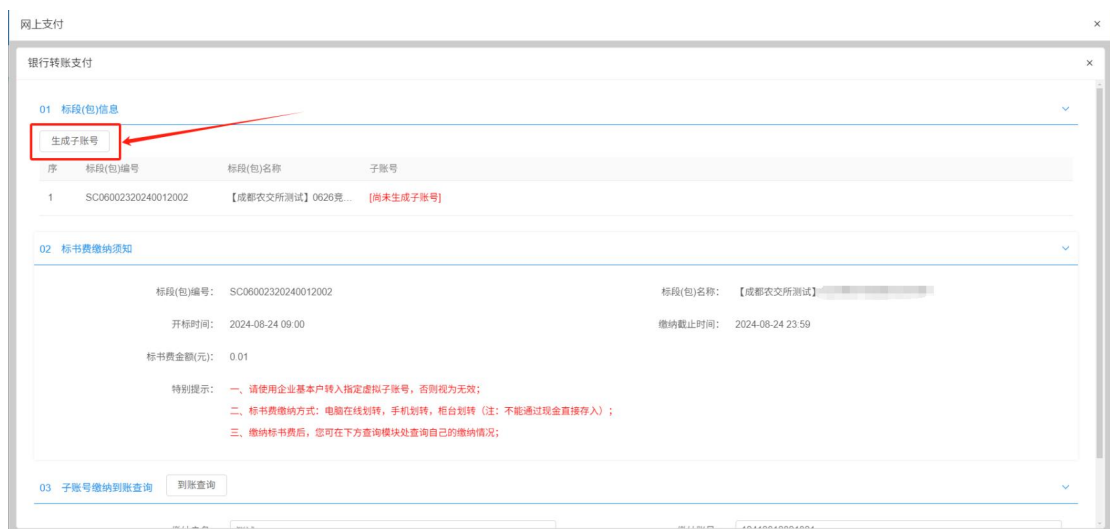 网上支付 ×
银行转账支付 ×
01 标段(包)信息
生成子账号
序 标段(包)编号 标段(包)名称 子账号
1 SC06002320240012002 【成都农交所测试】0626竞... [尚未生成子账号]
02 标书费缴纳须知
标段(包)编号： SC06002320240012002 标段(包)名称： 【成都农交所测试】
开标时间： 2024-08-24 09:00 缴纳截止时间： 2024-08-24 23:59
标书费金额(元)： 0.01
特别提示： 一、请使用企业基本户转入指定虚拟子账号，否则视为无效；
二、标书费缴纳方式：电脑在线划转，手机划转，柜台划转（注：不能通过现金直接存入）；
三、缴纳标书费后，您可在下方查询模块处查询自己的缴纳情况；
03 子账号缴纳到账查询 到账查询